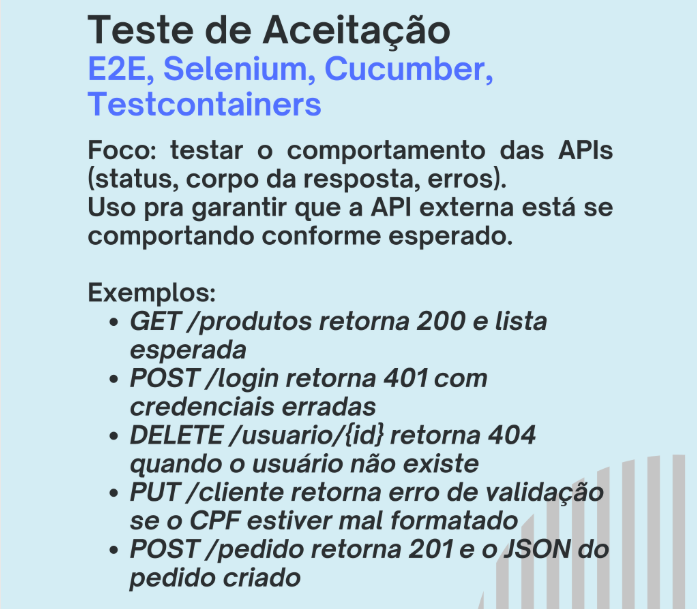 Teste de Aceitação
E2E, Selenium, Cucumber,
Testcontainers
Foco: testar o comportamento das APIs
(status, corpo da resposta, erros).
Uso pra garantir que a API externa está se
comportando conforme esperado.
Exemplos:
• GET /produtos retorna 200 e lista
esperada
• POST /login retorna 401 com
credenciais erradas
• DELETE /usuario/{id} retorna 404
quando o usuário não existe
• PUT /cliente retorna erro de validação
se o CPF estiver mal formatado
• POST /pedido retorna 201 e o JSON do
pedido criado